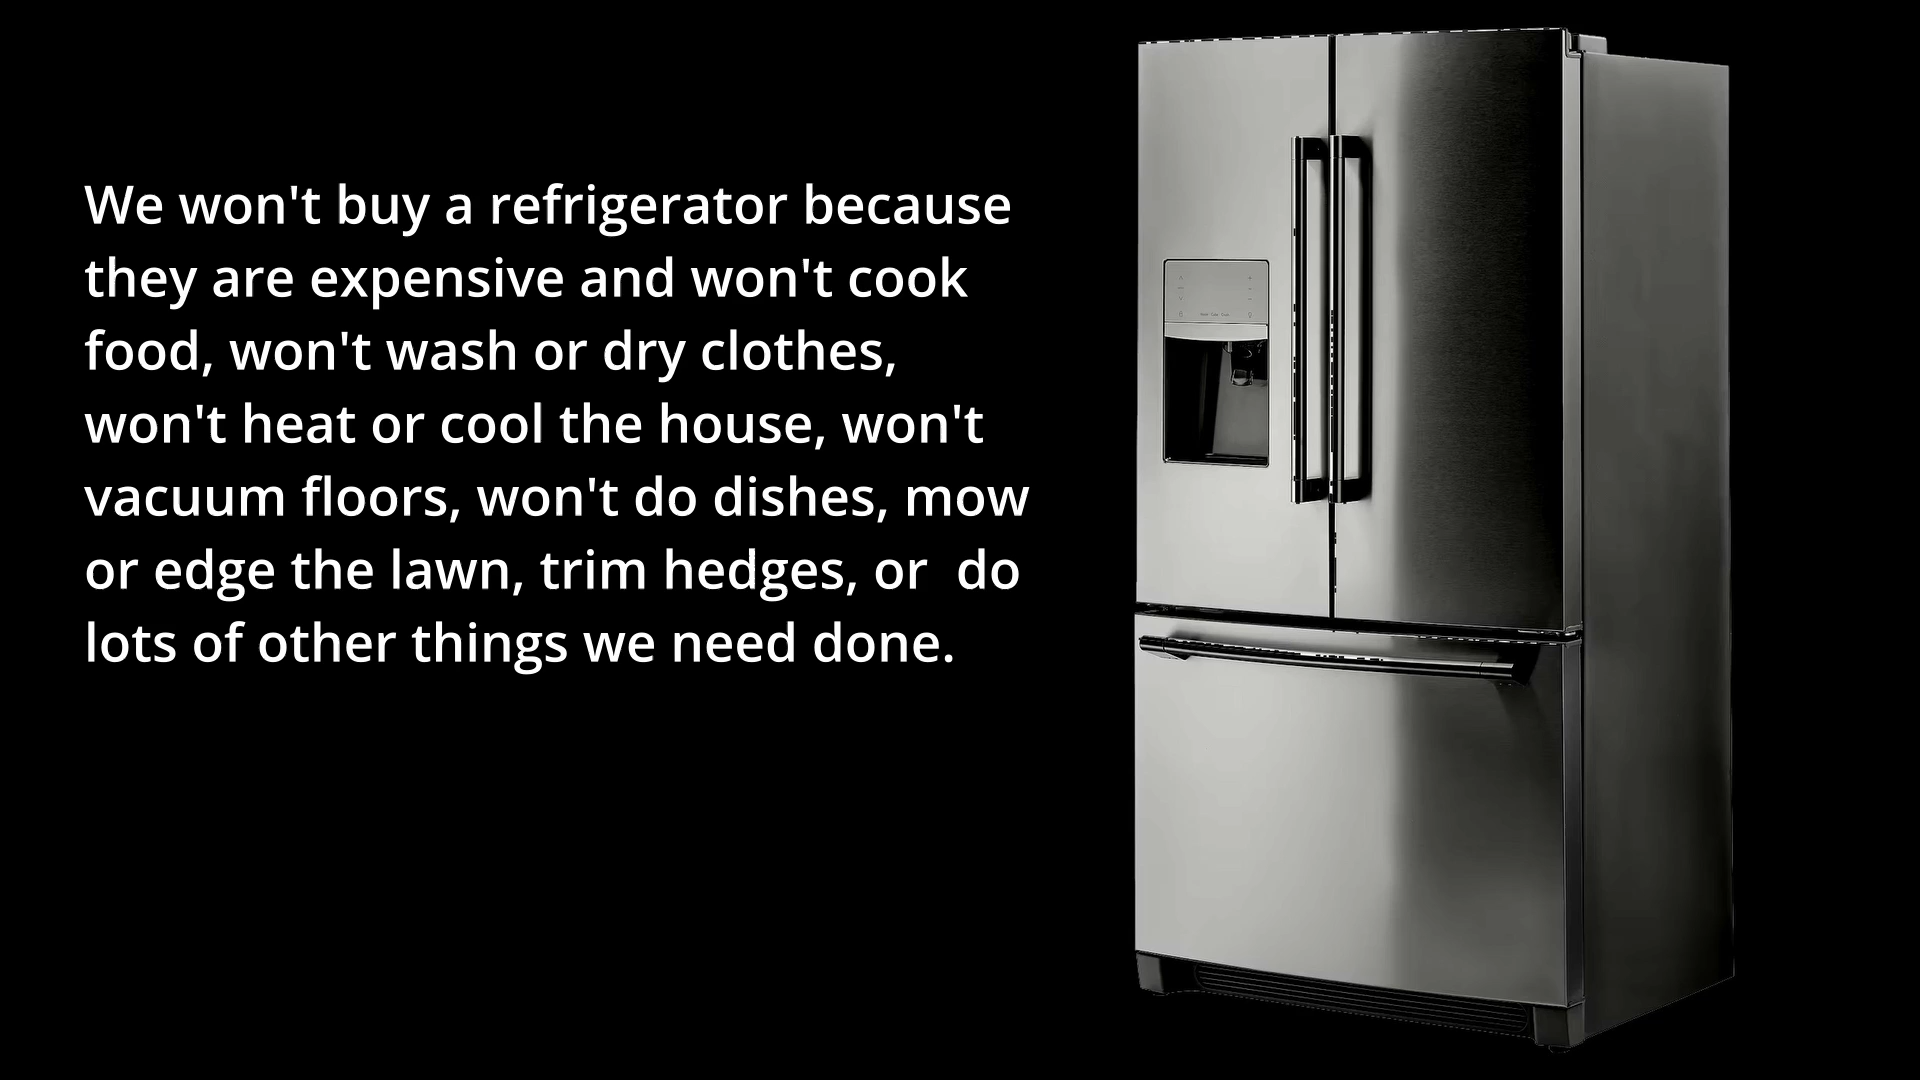 We won't buy a refrigerator because
they are expensive and won't cook
food, won't wash or dry clothes,
won't heat or cool the house, won't
vacuum floors, won't do dishes, mow
or edge the lawn, trim hedges, or  do
lots of other things we need done.